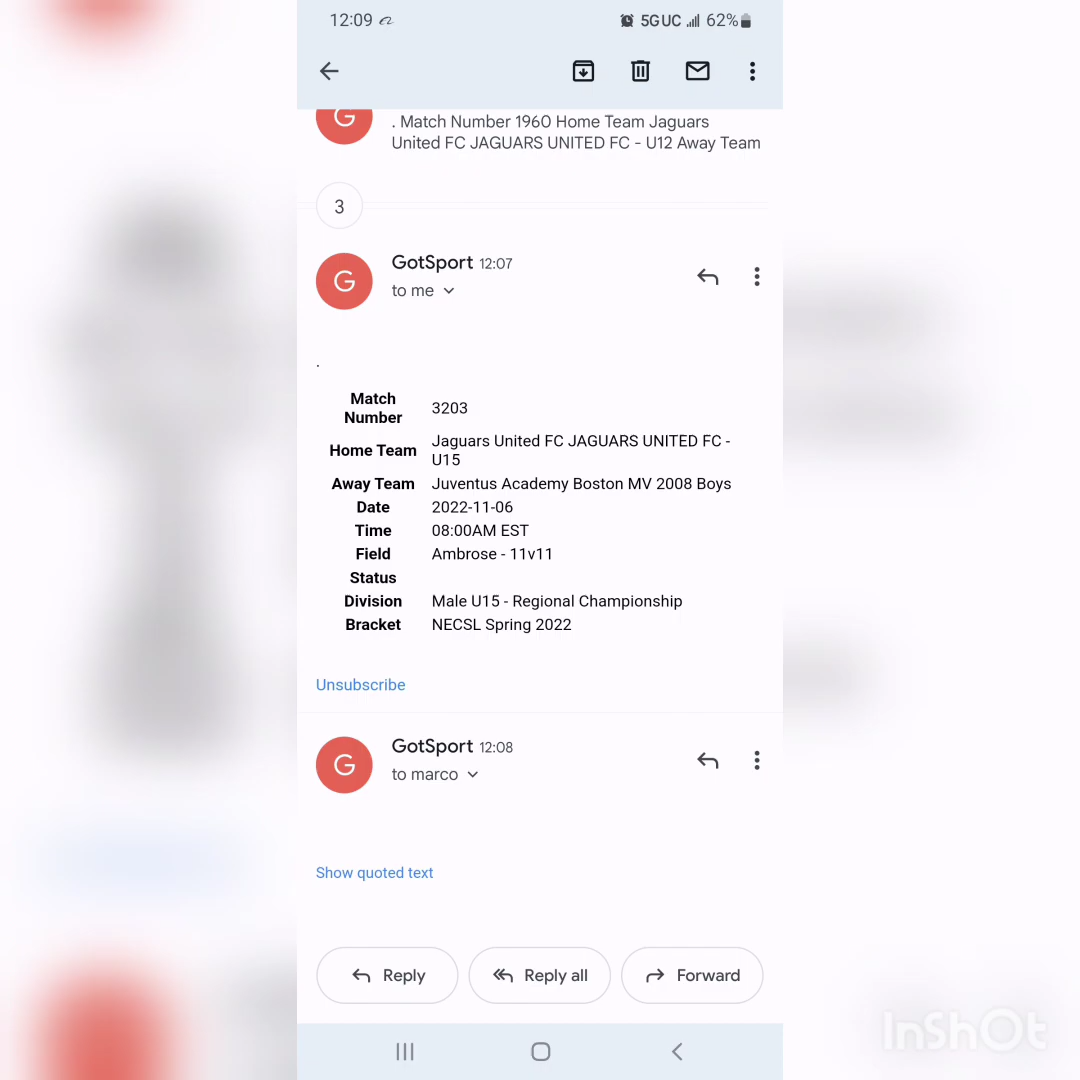 12:09
5G UC 62%
G
. Match Number 1960 Home Team Jaguars
United FC JAGUARS UNITED FC - U12 Away Team
3
G
GotSport 12:07
to me
.
Match
Number 3203
Home Team Jaguars United FC JAGUARS UNITED FC -
U15
Away Team Juventus Academy Boston MV 2008 Boys
Date 2022-11-06
Time 08:00AM EST
Field Ambrose - 11v11
Status
Division Male U15 - Regional Championship
Bracket NECSL Spring 2022
Unsubscribe
G
GotSport 12:08
to marco
Show quoted text
Reply Reply all Forward
InShOt